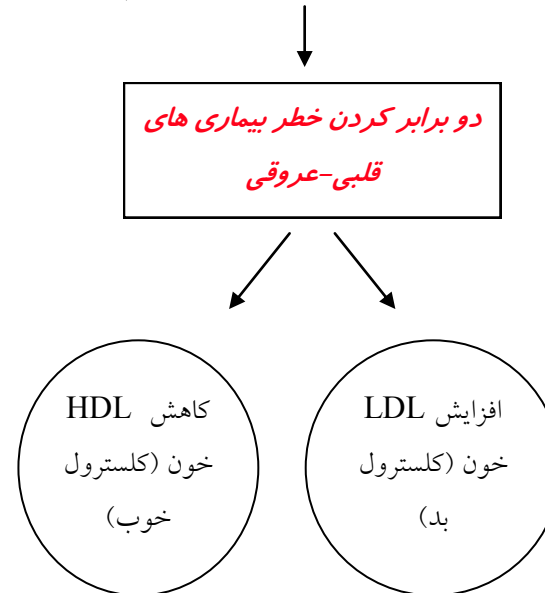 دو برابر کردن خطر بیماری های
قلبی-عروقی
افزایش LDL
خون (کلسترول
بد)
کاهش HDL
خون (کلسترول
خوب)